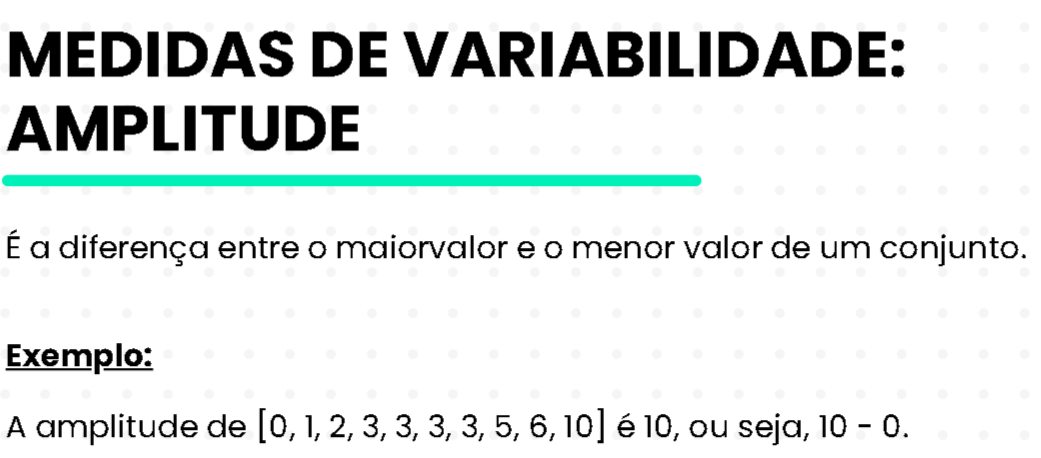 MEDIDAS DE VARIABILIDADE:
AMPLITUDE
É a diferença entre o maiorvalor e o menor valor de um conjunto.
Exemplo:
A amplitude de [0, 1, 2, 3, 3, 3, 3, 5, 6, 10] é 10, ou seja, 10 - 0.